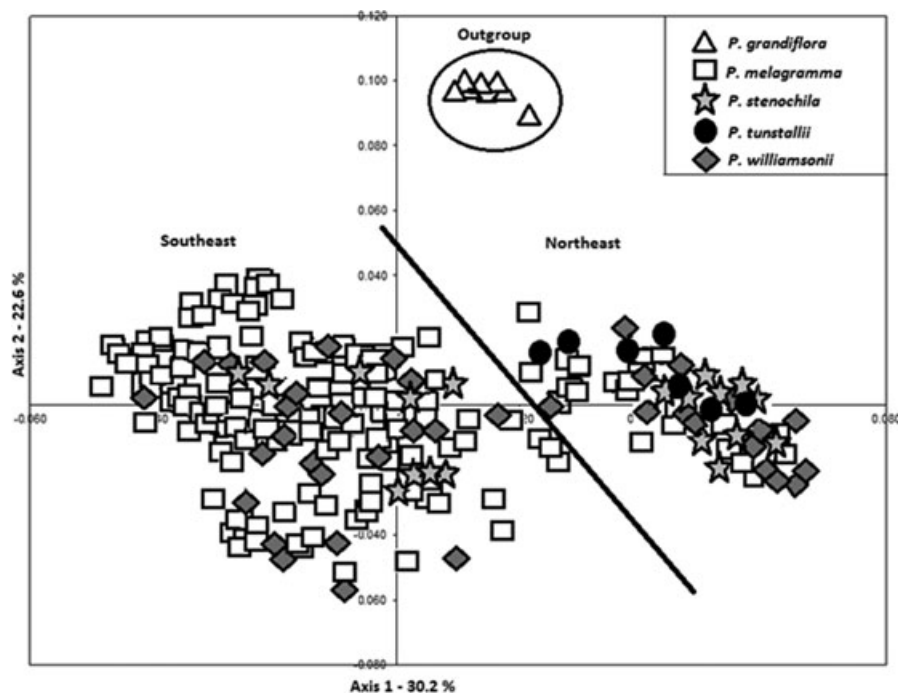 0.120
Outgroup
P. grandiflora
P. melagramma
P. stenochila
P. tunstallii
P. williamsonii
0.100
0.080
0.060
Southeast
Northeast
0.040
Axis 2 - 22.6 %
-0.060
0.080
-0.040
-0.060
-0.080
Axis 1 - 30.2 %